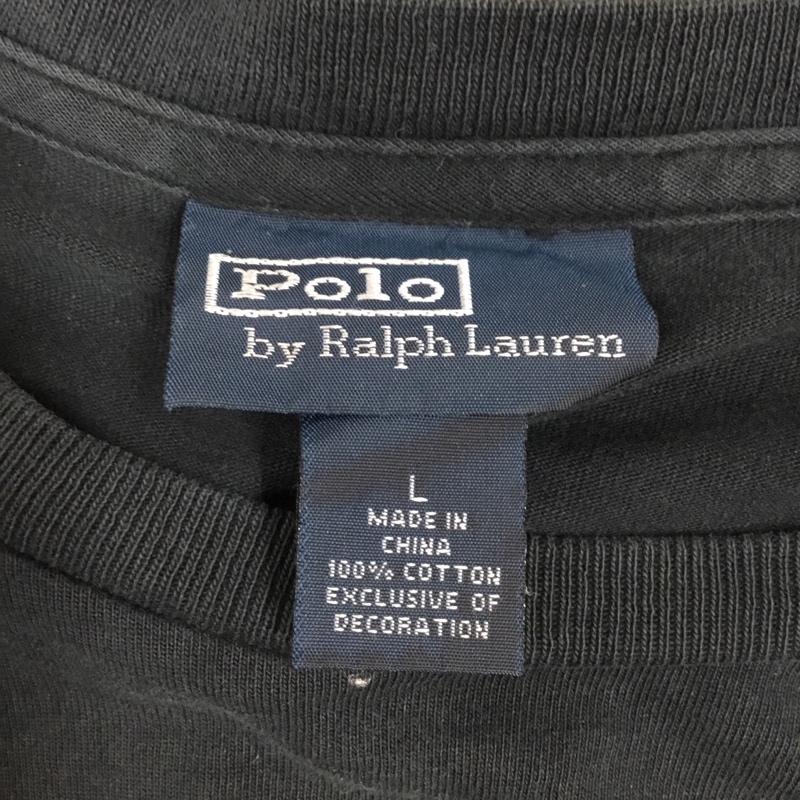 Polo
by Ralph Lauren
L
MADE IN
CHINA
100% COTTON
EXCLUSIVE OF
DECORATION